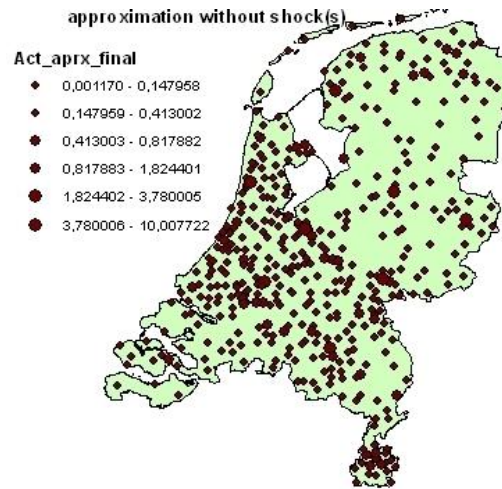 approximation without shock(s)
Act_aprx_final
0,001170 - 0,147958
0,147959 - 0,413002
0,413003 - 0,817882
0,817883 - 1,824401
1,824402 - 3,780005
3,780006 - 10,007722